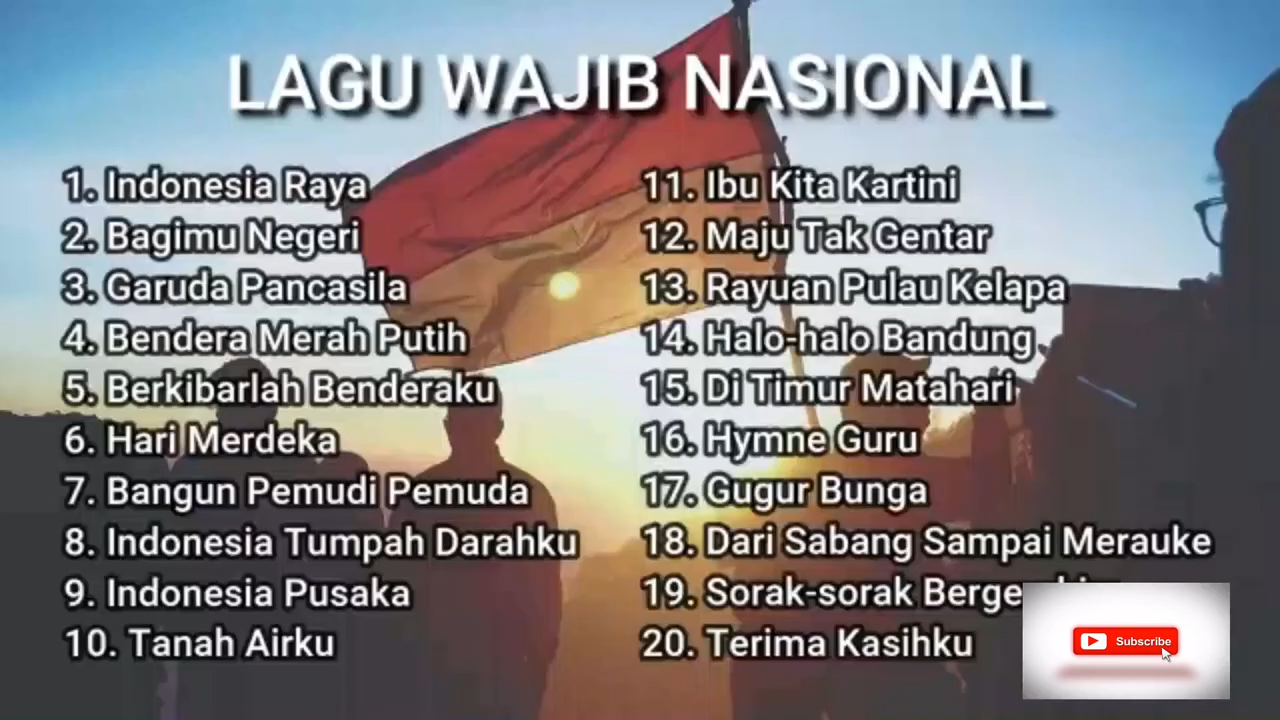 LAGU WAJIB NASIONAL
1. Indonesia Raya
2. Bagimu Negeri
3. Garuda Pancasila
4. Bendera Merah Putih
5. Berkibarlah Benderaku
6. Hari Merdeka
7. Bangun Pemudi Pemuda
8. Indonesia Tumpah Darahku
9. Indonesia Pusaka
10. Tanah Airku
11. Ibu Kita Kartini
12. Maju Tak Gentar
13. Rayuan Pulau Kelapa
14. Halo-halo Bandung
15. Di Timur Matahari
16. Hymne Guru
17. Gugur Bunga
18. Dari Sabang Sampai Merauke
19. Sorak-sorak
20. Terima Kasihku
Subscribe